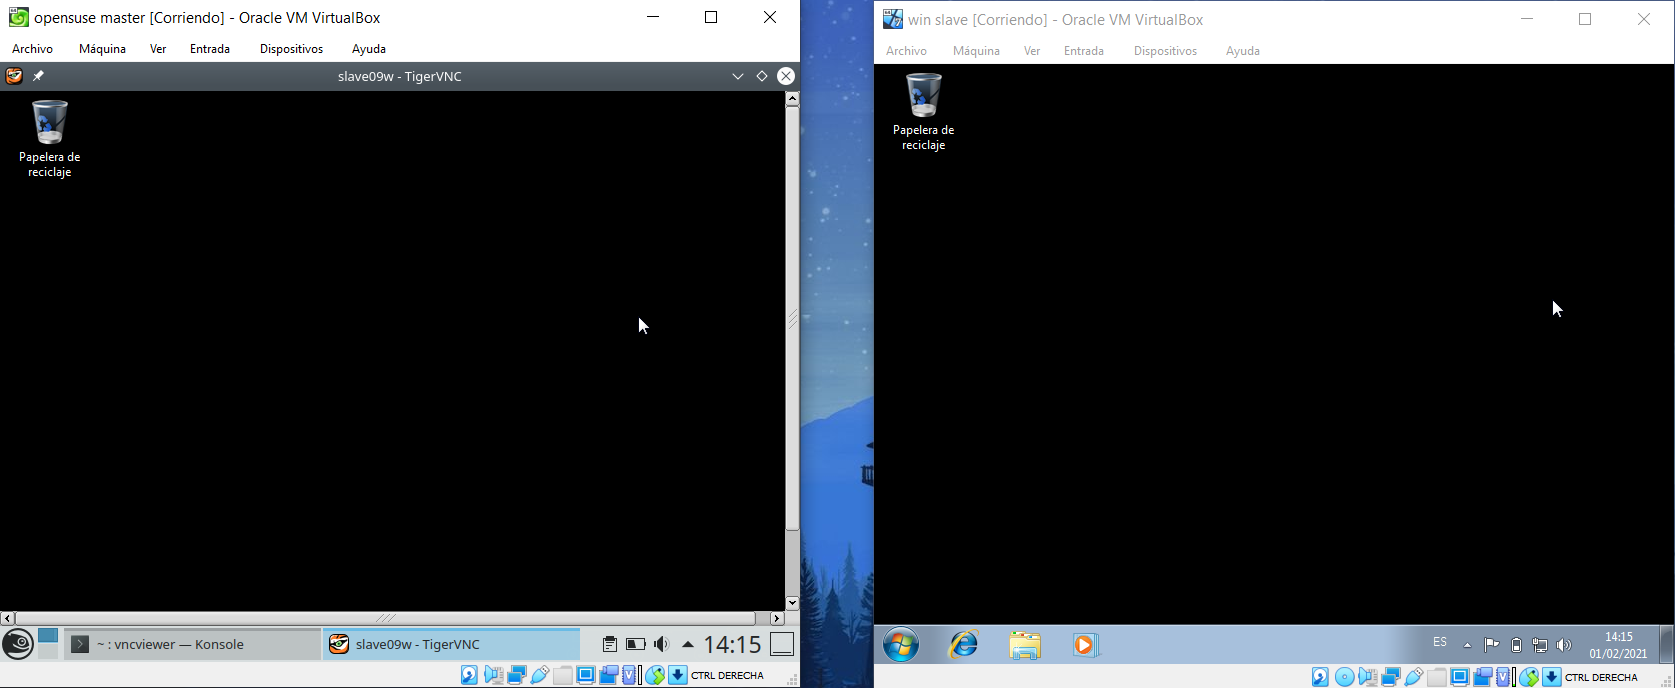 opensuse master [Corriendo] - Oracle VM VirtualBox
Archivo Máquina Ver Entrada Dispositivos Ayuda
slave09w - TigerVNC
Papelera de
reciclaje
~ : vncviewer — Konsole
slave09w - TigerVNC
14:15
CTRL DERECHA
win slave [Corriendo] - Oracle VM VirtualBox
Archivo Máquina Ver Entrada Dispositivos Ayuda
Papelera de
reciclaje
ES
14:15
01/02/2021
CTRL DERECHA